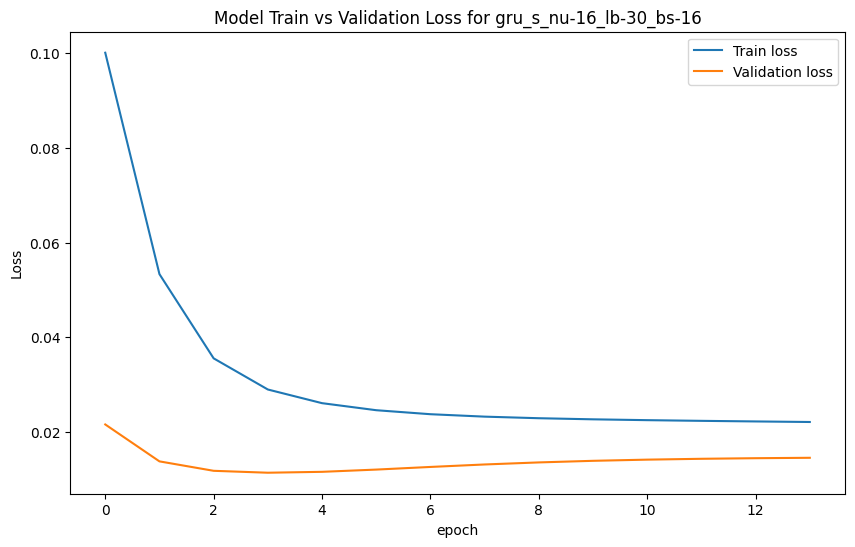 Model Train vs Validation Loss for gru_s_nu-16_lb-30_bs-16
Train loss
Validation loss
0.10
0.08
0.06
0.04
0.02
Loss
0 2 4 6 8 10 12
epoch